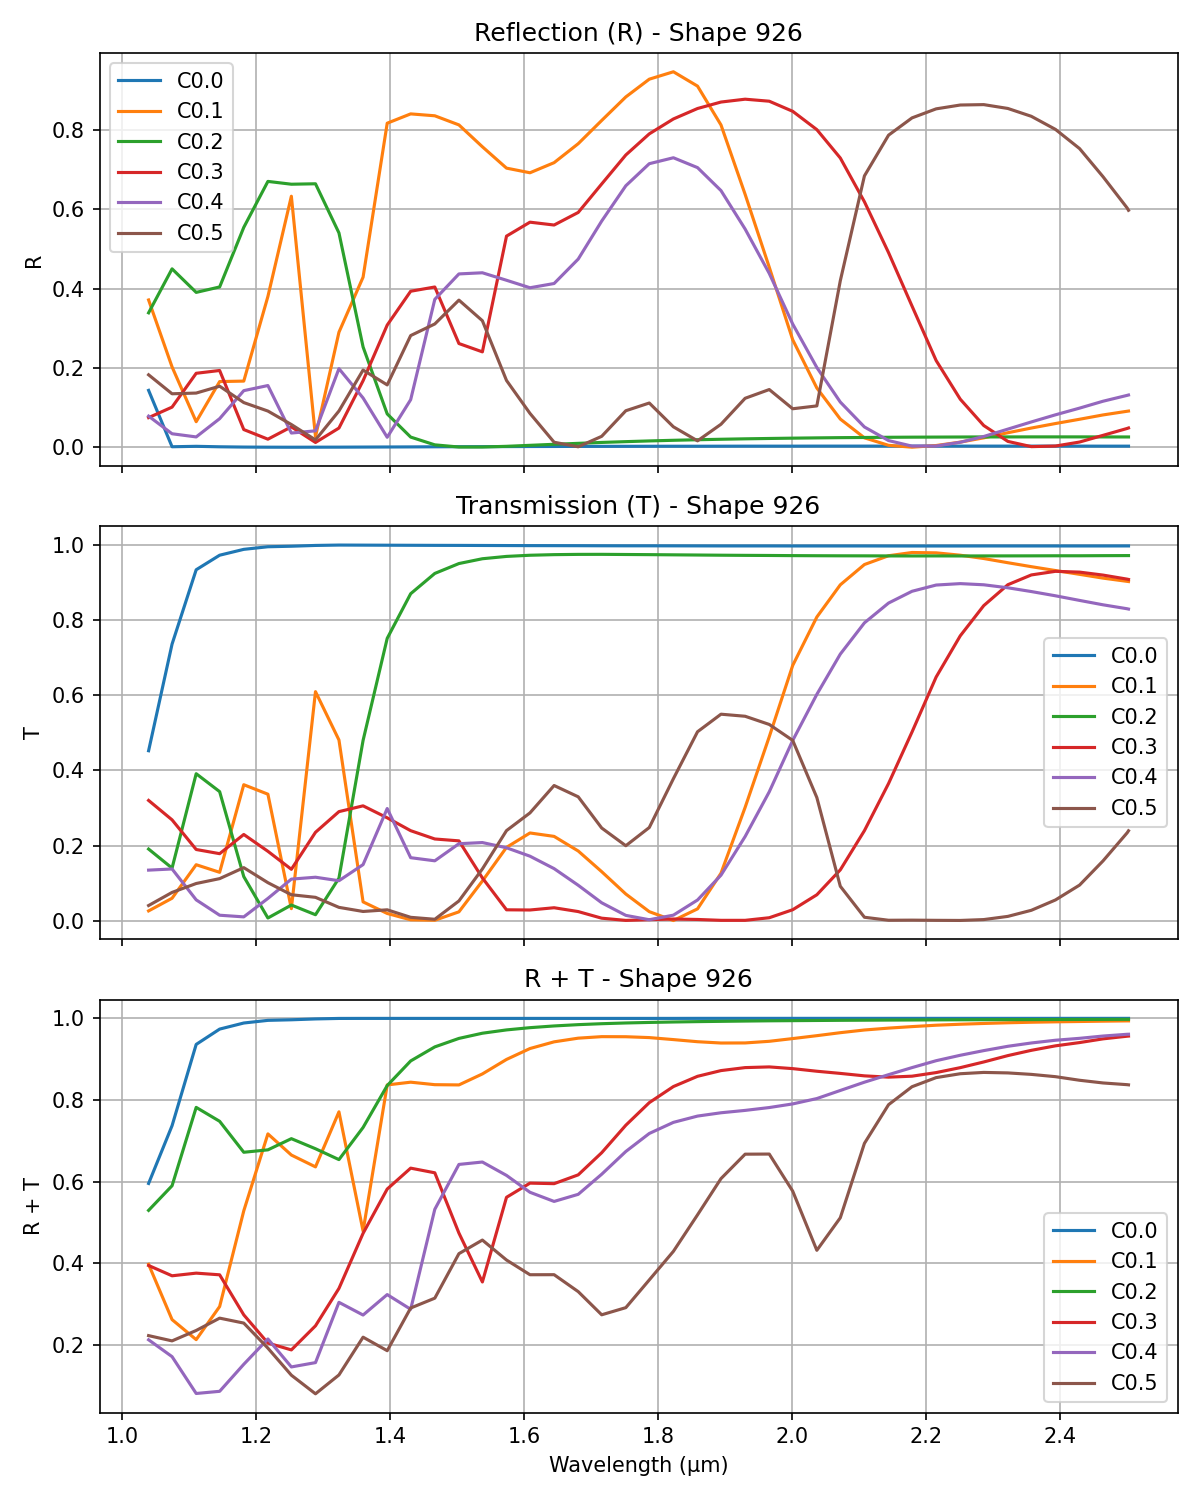 Reflection (R) - Shape 926
C0.0
C0.1
C0.2
C0.3
C0.4
C0.5
R
0.8
0.6
0.4
0.2
0.0
Transmission (T) - Shape 926
1.0
0.8
0.6
0.4
0.2
0.0
T
C0.0
C0.1
C0.2
C0.3
C0.4
C0.5
R + T - Shape 926
1.0
0.8
0.6
0.4
0.2
R + T
C0.0
C0.1
C0.2
C0.3
C0.4
C0.5
1.0 1.2 1.4 1.6 1.8 2.0 2.2 2.4
Wavelength (μm)